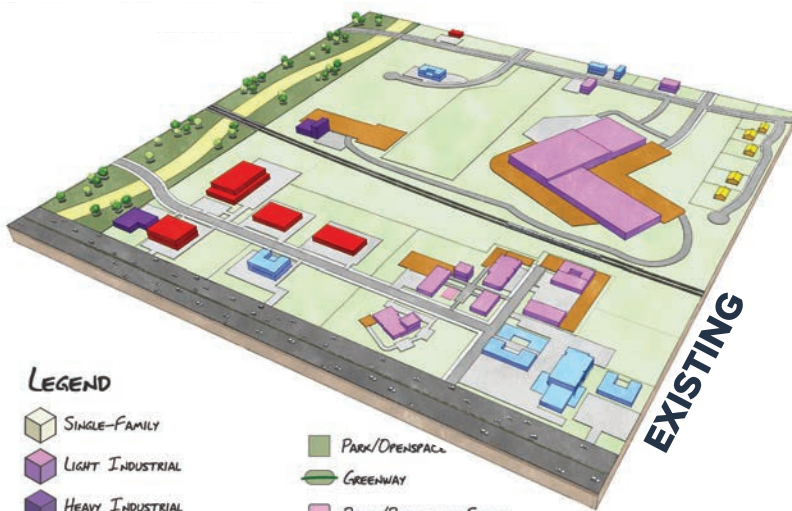 EXISTING
LEGEND
SINGLE-FAMILY
LIGHT INDUSTRIAL
HEAVY INDUSTRIAL
PARK/OPENSPACE
GREENWAY